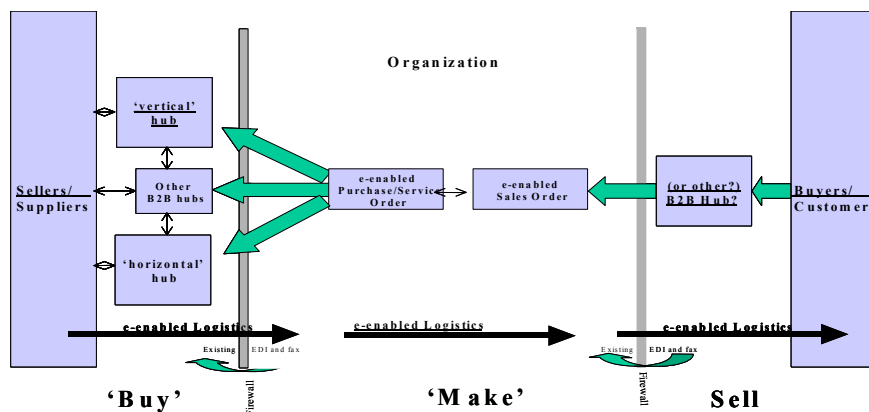 Organization
'vertical'
hub
Sellers/
Suppliers
Other
B2B hubs
'horizontal'
hub
e-enabled
Purchase/Service
Order
e-enabled
Sales Order
(or other?)
B2B Hub?
Buyers/
Customer
e-enabled Logistics
e-enabled Logistics
e-enabled Logistics
Existing EDI and fax
Existing EDI and fax
Firewall
Firewall
'Buy'
'Make'
Sell